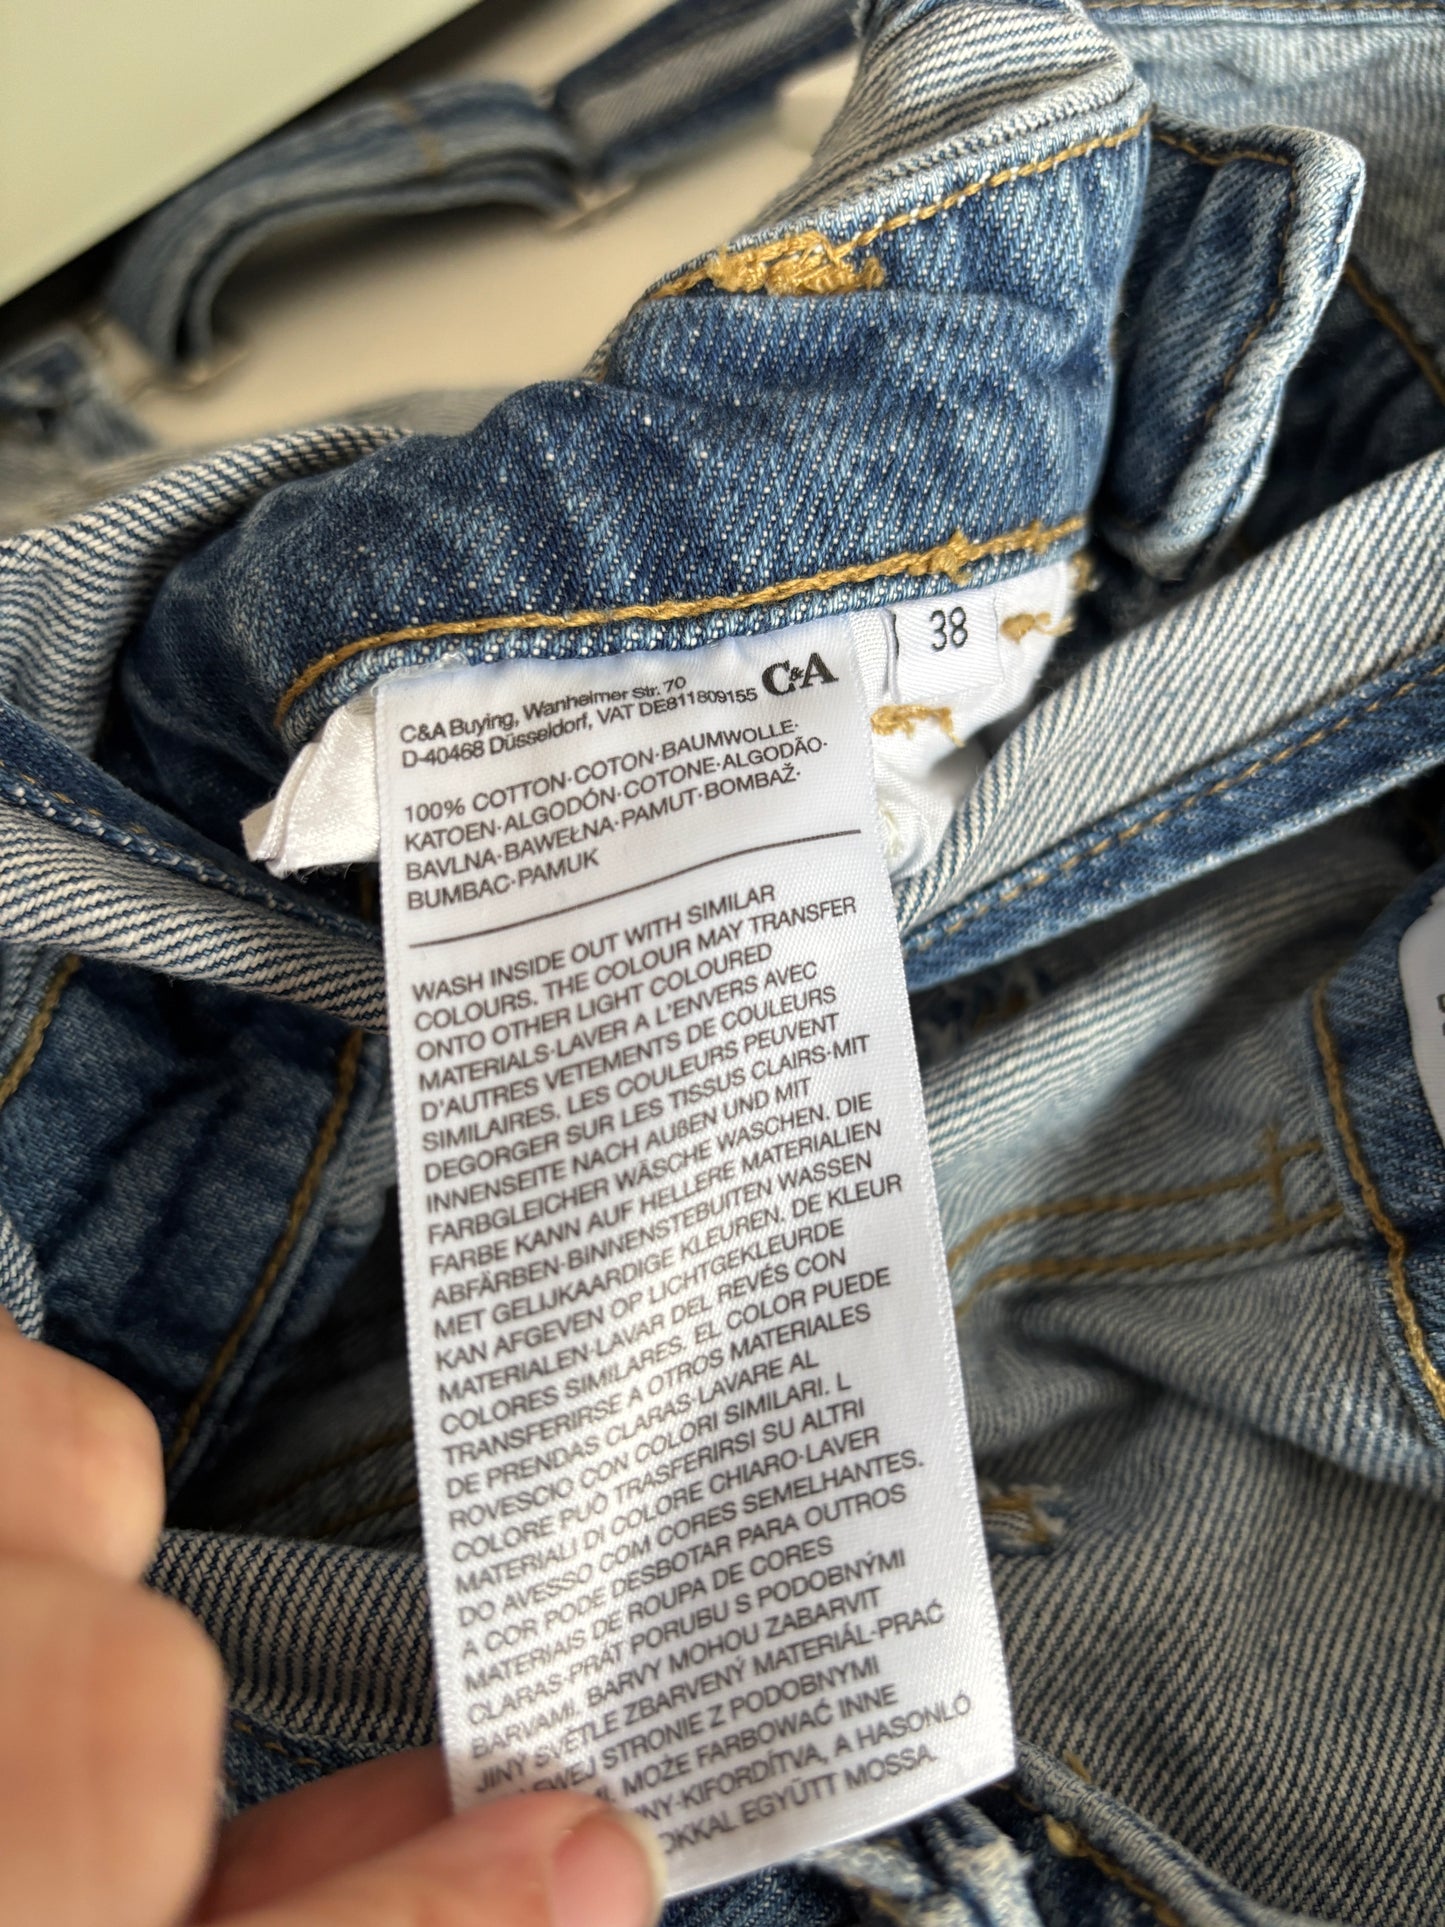 38
C&A
C&A Buying, Wanheimer Str. 70
D-40468 Düsseldorf, VAT DE811809155
100% COTTON·COTON·BAUMWOLLE·
KATOEN·ALGODÓN·COTONE·ALGODÃO·
BAVLNA·BAWEŁNA·PAMUT·BOMBAŽ·
BUMBAC·PAMUK
WASH INSIDE OUT WITH SIMILAR
COLOURS. THE COLOUR MAY TRANSFER
ONTO OTHER LIGHT COLOURED
MATERIALS·LAVER A L'ENVERS AVEC
D'AUTRES VETEMENTS DE COULEURS
SIMILAIRES. LES COULEURS PEUVENT
DEGORGER SUR LES TISSUS CLAIRS·MIT
INNENSEITE NACH AUßEN UND MIT
FARBGLEICHER WÄSCHE WASCHEN. DIE
FARBE KANN AUF HELLERE MATERIALIEN
ABFÄRBEN·BINNENSTEBUITEN WASSEN
MET GELIJKAARDIGE KLEUREN. DE KLEUR
KAN AFGEVEN OP LICHTGEKLEURDE
MATERIALEN·LAVAR DEL REVÉS CON
COLORES SIMILARES. EL COLOR PUEDE
TRANSFERIRSE A OTROS MATERIALES
DE PRENDAS CLARAS·LAVARE AL
ROVESCIO CON COLORI SIMILARI. L
COLORE PUÒ TRASFERIRSI SU ALTRI
MATERIALI DI COLORE CHIARO·LAVER
DO AVESSO COM CORES SEMELHANTES.
A COR PODE DESBOTAR PARA OUTROS
MATERIAIS DE ROUPA DE CORES
CLARAS·PRÁT PORUBU S PODOBNÝMI
BARVAMI. BARVY MOHOU ZABARVIT
JINÝ SVĚTLE ZBARVENÝ MATERIÁL·PRAĆ
LEWEJ STRONIE Z PODOBNYMI
MOŻE FARBOWAĆ INNE
KIFORDÍTVA, A HASONLÓ
EGYÜTT MOSSA.